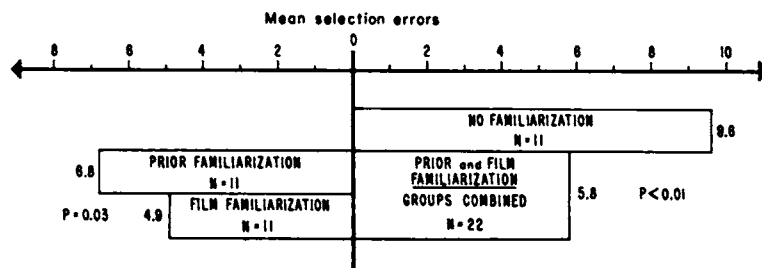 Mean selection errors
8 6 4 2 0 2 4 6 8 10
NO FAMILIARIZATION
N=11
9.6
6.8
PRIOR FAMILIARIZATION
N=11
PRIOR and FILM
FAMILIARIZATION
GROUPS COMBINED
N=22
5.8
P<0.01
P=0.03
4.9
FILM FAMILIARIZATION
N=11